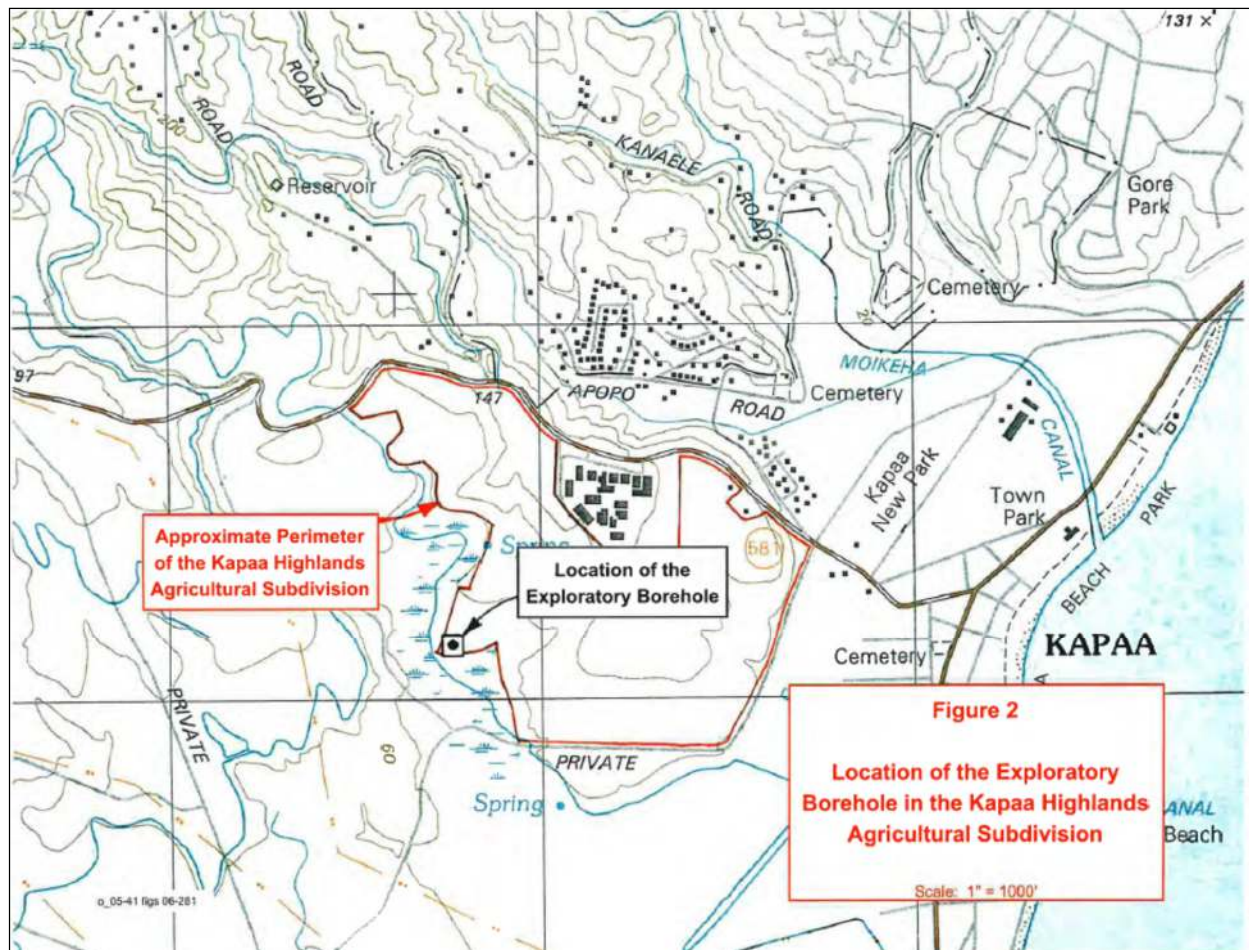 131 ×
ROAD
ROAD
200
KANAELE
ROAD
Reservoir
Gore
Park
Cemetery
20
MOIKEHA
97
147
APOPO
ROAD
Cemetery
CANAL
Kapaa
New Park
Town
Park
PARK
BEACH
Approximate Perimeter
of the Kapaa Highlands
Agricultural Subdivision
Spring
581
Location of the
Exploratory Borehole
KAPAA
Cemetery
A
PRIVATE
60
PRIVATE
Spring
Figure 2
Location of the Exploratory
Borehole in the Kapaa Highlands
Agricultural Subdivision
Scale: 1" = 1000'
ANAL
Beach
o_05-41 figs 06-281